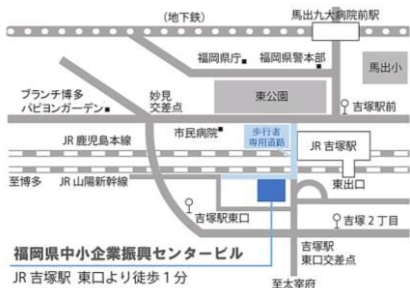 (地下鉄)
馬出九大病院前駅
福岡県庁
福岡県警本部
馬出小
ブランチ博多
パピヨンガーデン
妙見
交差点
東公園
吉塚駅前
市民病院
歩行者
専用道路
JR 鹿児島本線
JR 吉塚駅
至博多
JR 山陽新幹線
東出口
吉塚駅東口
吉塚2丁目
福岡県中小企業振興センタービル
吉塚駅
東口交差点
JR 吉塚駅 東口より徒歩1分
至太宰府